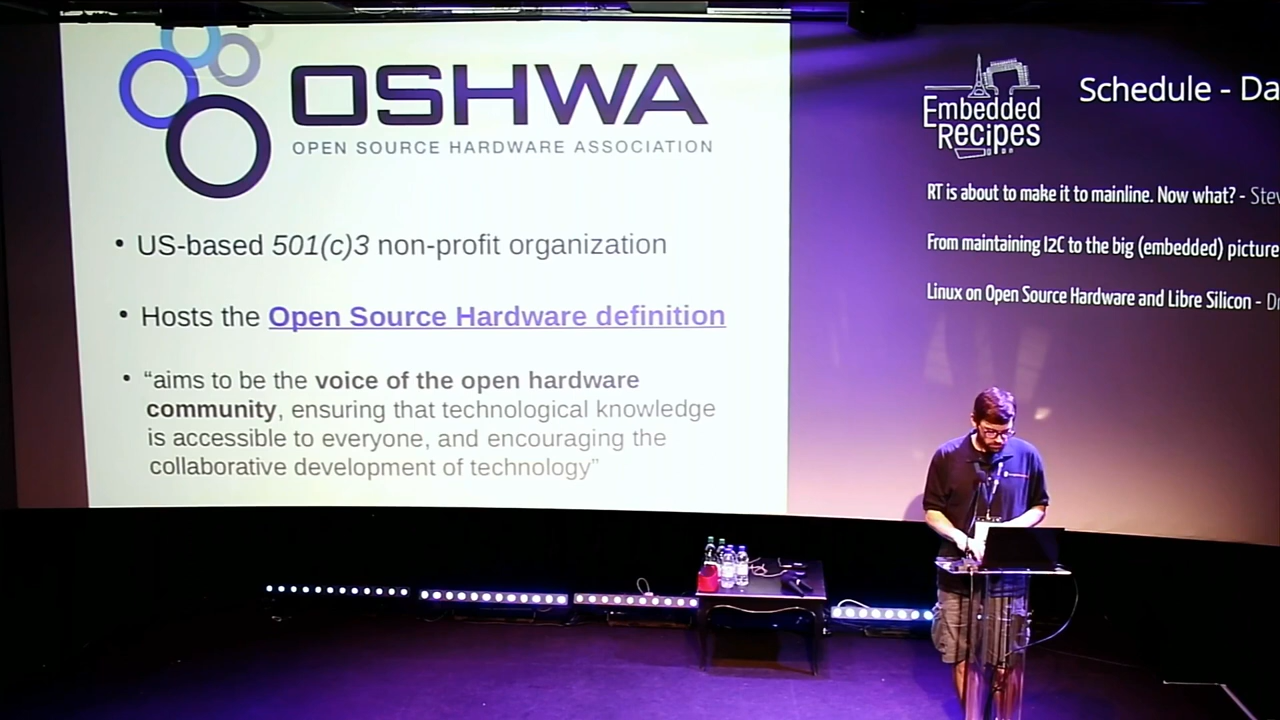 OSHWA
OPEN SOURCE HARDWARE ASSOCIATION
• US-based 501(c)3 non-profit organization
• Hosts the Open Source Hardware definition
• “aims to be the voice of the open hardware
community, ensuring that technological knowledge
is accessible to everyone, and encouraging the
collaborative development of technology”
Embedded
Recipes
Schedule - Da
RT is about to make it to mainline. Now what? - Stev
From maintaining I2C to the big (embedded) picture
Linux on Open Source Hardware and Libre Silicon - Dr